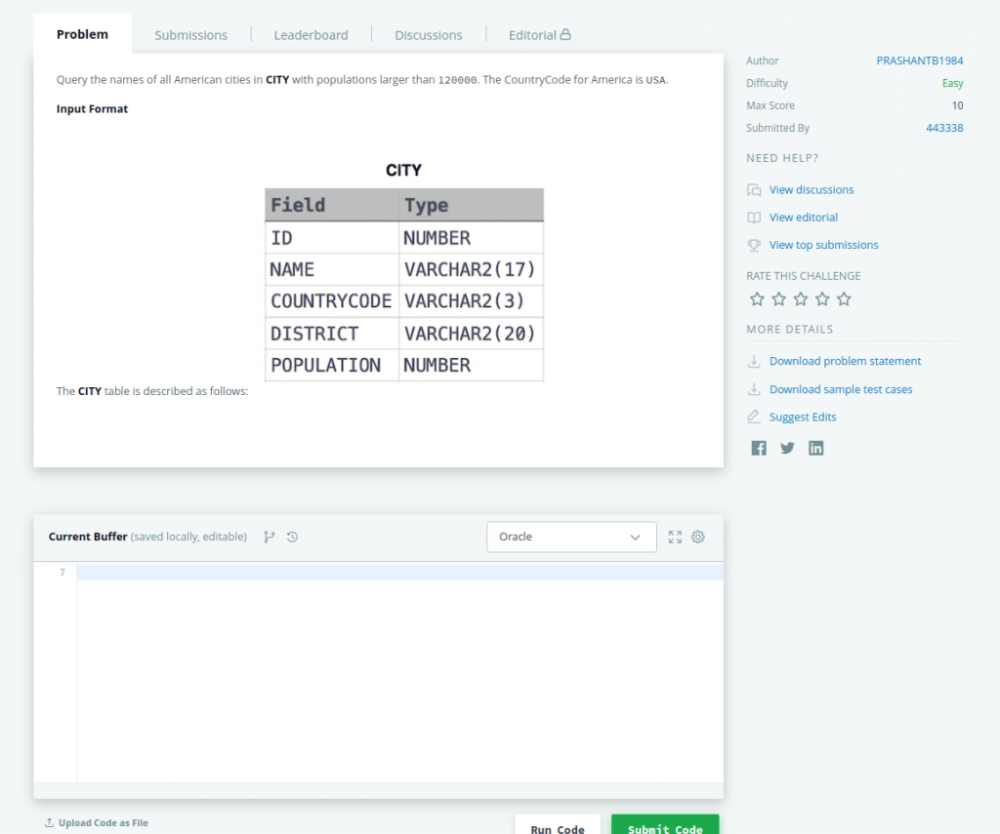 Problem
Submissions
Leaderboard
Discussions
Editorial
Query the names of all American cities in CITY with populations larger than 120000. The CountryCode for America is USA.
Input Format
CITY
Field Type
ID NUMBER
NAME VARCHAR2(17)
COUNTRYCODE VARCHAR2(3)
DISTRICT VARCHAR2(20)
POPULATION NUMBER
The CITY table is described as follows:
Author PRASHANTB1984
Difficulty Easy
Max Score 10
Submitted By 443338
NEED HELP?
View discussions
View editorial
View top submissions
RATE THIS CHALLENGE
MORE DETAILS
Download problem statement
Download sample test cases
Suggest Edits
Current Buffer (saved locally, editable)
Oracle
7
Upload Code as File
Run Code
Submit Code